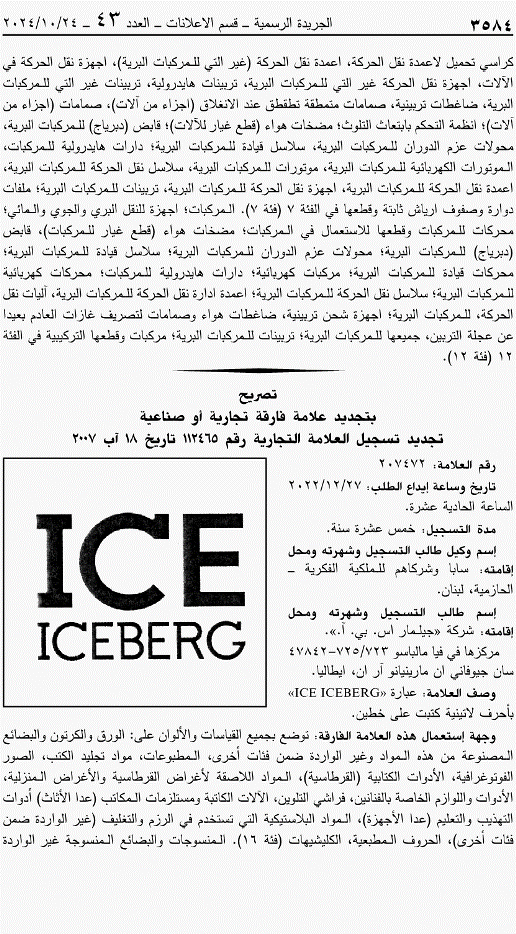 ٣٥٨٤ الجريدة الرسمية ــ قسم الاعلانات ــ العدد ٤٣ ــ ٢٠٢٤/١٠/٢٤
كراسي تحميل لاعمدة نقل الحركة، اعمدة نقل الحركة (غير التي للمركبات البرية)، اجهزة نقل الحركة في
الآلات، اجهزة نقل الحركة غير التي للمركبات البرية، تربينات هايدرولية، تربينات غير التي للمركبات
البرية، ضاغطات تربينية، صمامات متمطقة تطقطق عند الانغلاق (اجزاء من آلات)، صمامات (اجزاء من
آلات)؛ انظمة التحكم بابتعاث التلوث؛ مضخات هواء (قطع غيار للآلات)؛ قابض (دبرياج) للمركبات البرية،
محولات عزم الدوران للمركبات البرية، سلاسل قيادة للمركبات البرية؛ دارات هايدرولية للمركبات،
الموتورات الكهربائية للمركبات البرية، موتورات للمركبات البرية، سلاسل نقل الحركة للمركبات البرية،
اعمدة نقل الحركة للمركبات البرية، اجهزة نقل الحركة للمركبات البرية، تربينات للمركبات البرية؛ ملفات
دوارة وصفوف ارياش ثابتة وقطعها في الفئة ٧ (فئة ٧). المركبات؛ اجهزة للنقل البري والجوي والمائي؛
محركات للمركبات وقطعها للاستعمال في المركبات؛ مضخات هواء (قطع غيار للمركبات)، قابض
(دبرياج) للمركبات البرية؛ محولات عزم الدوران للمركبات البرية؛ سلاسل قيادة للمركبات البرية؛
محركات قيادة للمركبات البرية؛ مركبات كهربائية؛ دارات هايدرولية للمركبات؛ محركات كهربائية
للمركبات البرية؛ سلاسل نقل الحركة للمركبات البرية؛ اعمدة ادارة نقل الحركة للمركبات البرية، آليات نقل
الحركة، للمركبات البرية؛ اجهزة شحن تربينية، ضاغطات هواء وصمامات لتصريف غازات العادم بعيدا
عن عجلة التربين، جميعها للمركبات البرية؛ تربينات للمركبات البرية؛ مركبات وقطعها التركيبية في الفئة
١٢ (فئة ١٢).
تصريح
بتجديد علامة فارقة تجارية أو صناعية
تجديد تسجيل العلامة التجارية رقم ١١٢٤٦٥ تاريخ ١٨ آب ٢٠٠٧
رقم العلامة: ٢٠٧٤٧٢
تاريخ وساعة إيداع الطلب: ٢٠٢٢/١٢/٢٧
الساعة الحادية عشرة.
مدة التسجيل: خمس عشرة سنة.
إسم وكيل طالب التسجيل وشهرته ومحل
إقامته: سابا وشركاهم للملكية الفكرية ــ
الحازمية، لبنان.
إسم طالب التسجيل وشهرته ومحل
إقامته: شركة «جيلمار اس. بي. آ.».
مركزها في فيا مالباسو ٧٢٥/٧٢٣-٤٧٨٤٢
سان جيوفاني ان مارينيانو آر ان، ايطاليا.
وصف العلامة: عبارة «ICE ICEBERG»
بأحرف لاتينية كتبت على خطين.
ICE
ICEBERG
وجهة إستعمال هذه العلامة الفارقة: توضع بجميع القياسات والألوان على: الورق والكرتون والبضائع
المصنوعة من هذه المواد وغير الواردة ضمن فئات أخرى، المطبوعات، مواد تجليد الكتب، الصور
الفوتوغرافية، الأدوات الكتابية (القرطاسية)، المواد اللاصقة لأغراض القرطاسية والأغراض المنزلية،
الأدوات واللوازم الخاصة بالفنانين، فراشي التلوين، الآلات الكاتبة ومستلزمات المكاتب (عدا الأثاث) أدوات
التهذيب والتعليم (عدا الأجهزة)، المواد البلاستيكية التي تستخدم في الرزم والتغليف (غير الواردة ضمن
فئات أخرى)، الحروف المطبعية، الكليشيهات (فئة ١٦). المنسوجات والبضائع المنسوجة غير الواردة